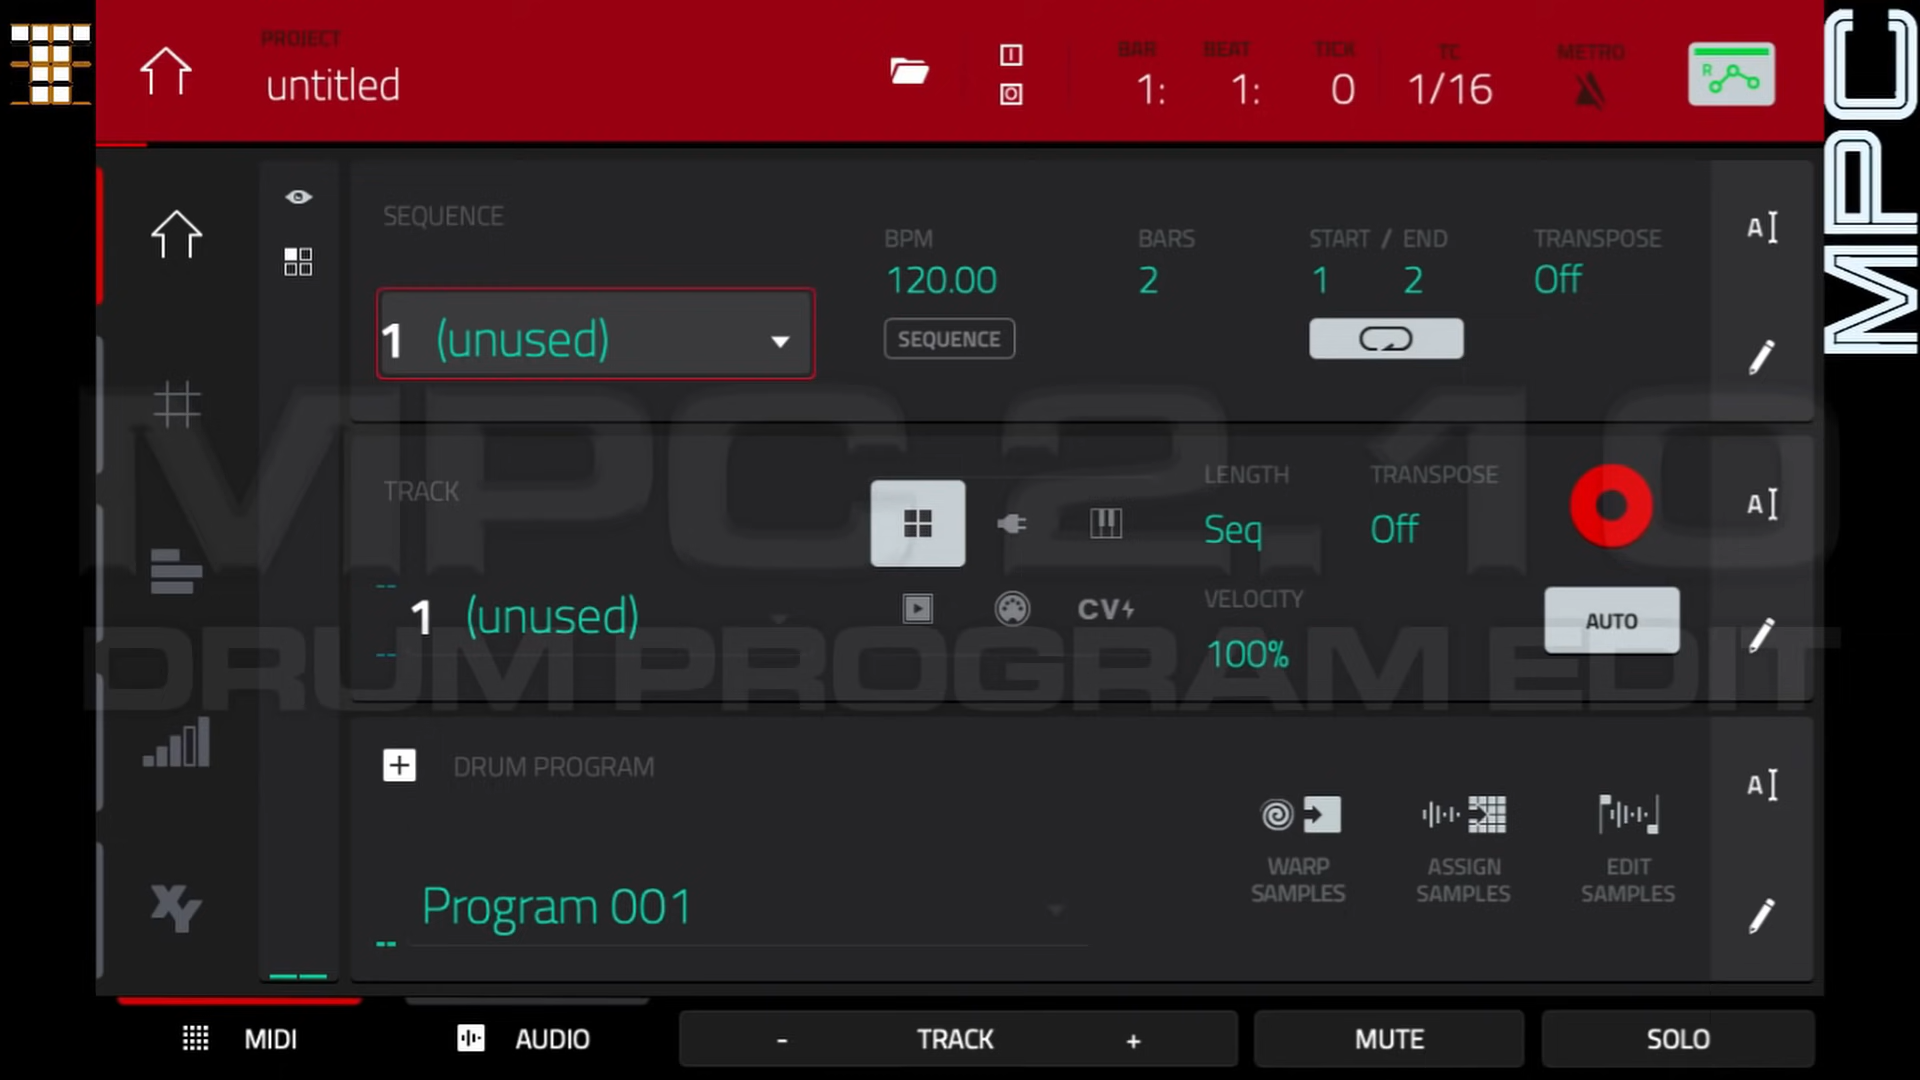 PROJECT
untitled
BAR BEAT TICK TC METRO
1: 1: 0 1/16
R
MPC
SEQUENCE
1 (unused)
BPM BARS START / END TRANSPOSE
120.00 2 1 2 Off
SEQUENCE
A
MPC 2.10
DRUM PROGRAM EDIT
TRACK
1 (unused)
CV
LENGTH TRANSPOSE
Seq Off
VELOCITY
100%
AUTO
A
DRUM PROGRAM
Program 001
WARP SAMPLES
ASSIGN SAMPLES
EDIT SAMPLES
A
XY
MIDI AUDIO - TRACK + MUTE SOLO